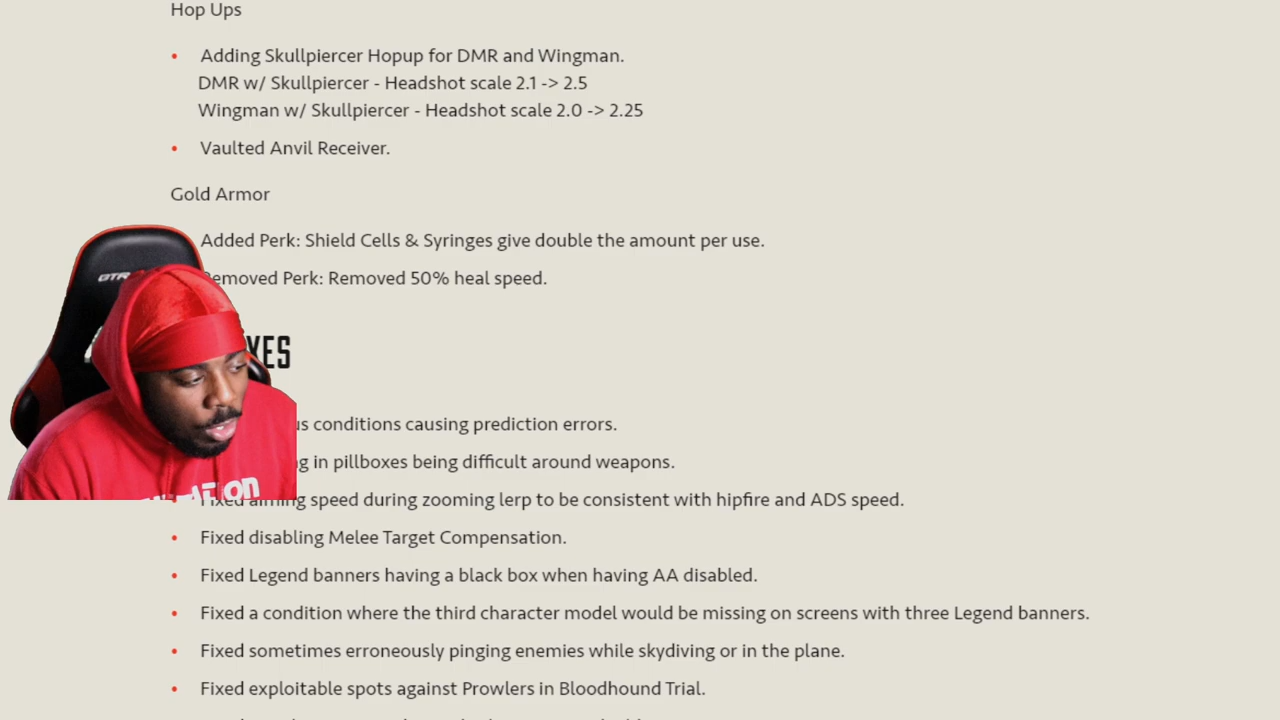 Hop Ups
• Adding Skullpiercer Hopup for DMR and Wingman.
DMR w/ Skullpiercer - Headshot scale 2.1 -> 2.5
Wingman w/ Skullpiercer - Headshot scale 2.0 -> 2.25
• Vaulted Anvil Receiver.
Gold Armor
Added Perk: Shield Cells & Syringes give double the amount per use.
Removed Perk: Removed 50% heal speed.
conditions causing prediction errors.
in pillboxes being difficult around weapons.
• Fixed aiming speed during zooming lerp to be consistent with hipfire and ADS speed.
• Fixed disabling Melee Target Compensation.
• Fixed Legend banners having a black box when having AA disabled.
• Fixed a condition where the third character model would be missing on screens with three Legend banners.
• Fixed sometimes erroneously pinging enemies while skydiving or in the plane.
• Fixed exploitable spots against Prowlers in Bloodhound Trial.